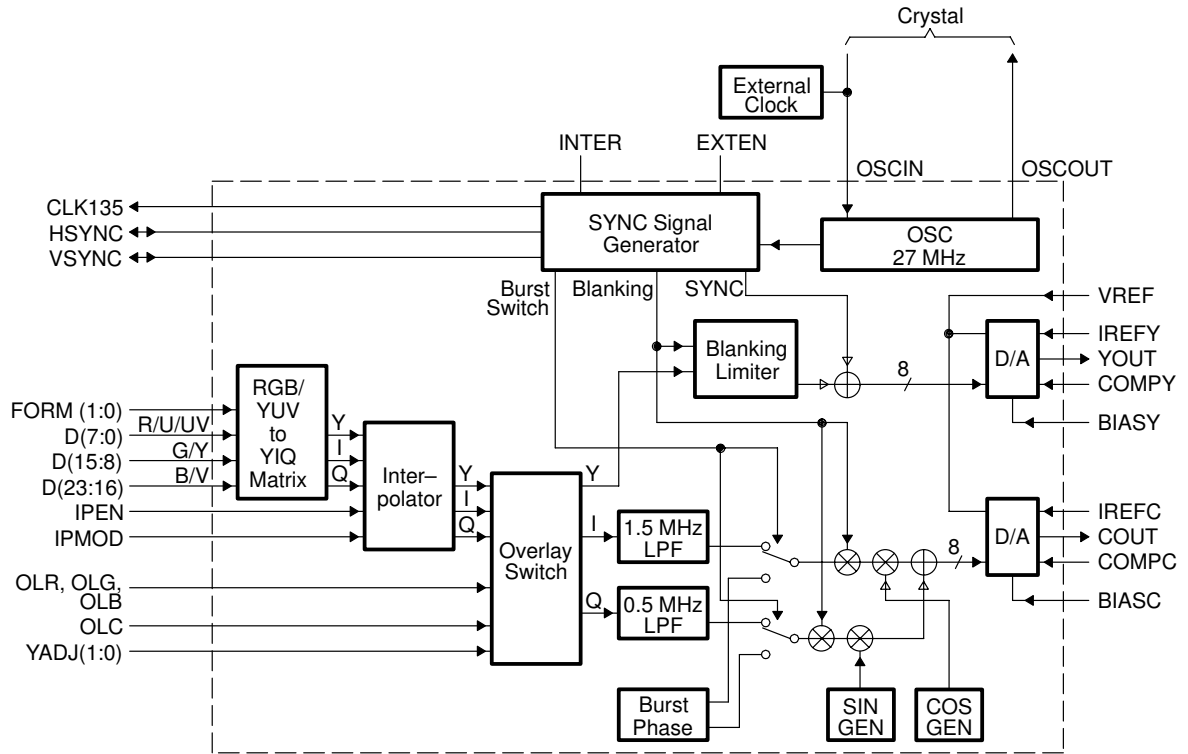 Crystal
External
Clock
INTER
EXTEN
OSCIN
OSCOUT
CLK135
HSYNC
VSYNC
SYNC Signal
Generator
OSC
27 MHz
Burst
Switch
Blanking
SYNC
VREF
IREFY
YOUT
COMPY
BIASY
D/A
8
Blanking
Limiter
RGB/
YUV
to
YIQ
Matrix
FORM (1:0)
D(7:0)
R/U/UV
D(15:8)
G/Y
D(23:16)
B/V
IPEN
IPMOD
Y
I
Q
Inter–
polator
Y
I
Q
Overlay
Switch
Y
I
Q
1.5 MHz
LPF
0.5 MHz
LPF
8
D/A
IREFC
COUT
COMPC
BIASC
OLR, OLG,
OLB
OLC
YADJ(1:0)
Burst
Phase
SIN
GEN
COS
GEN